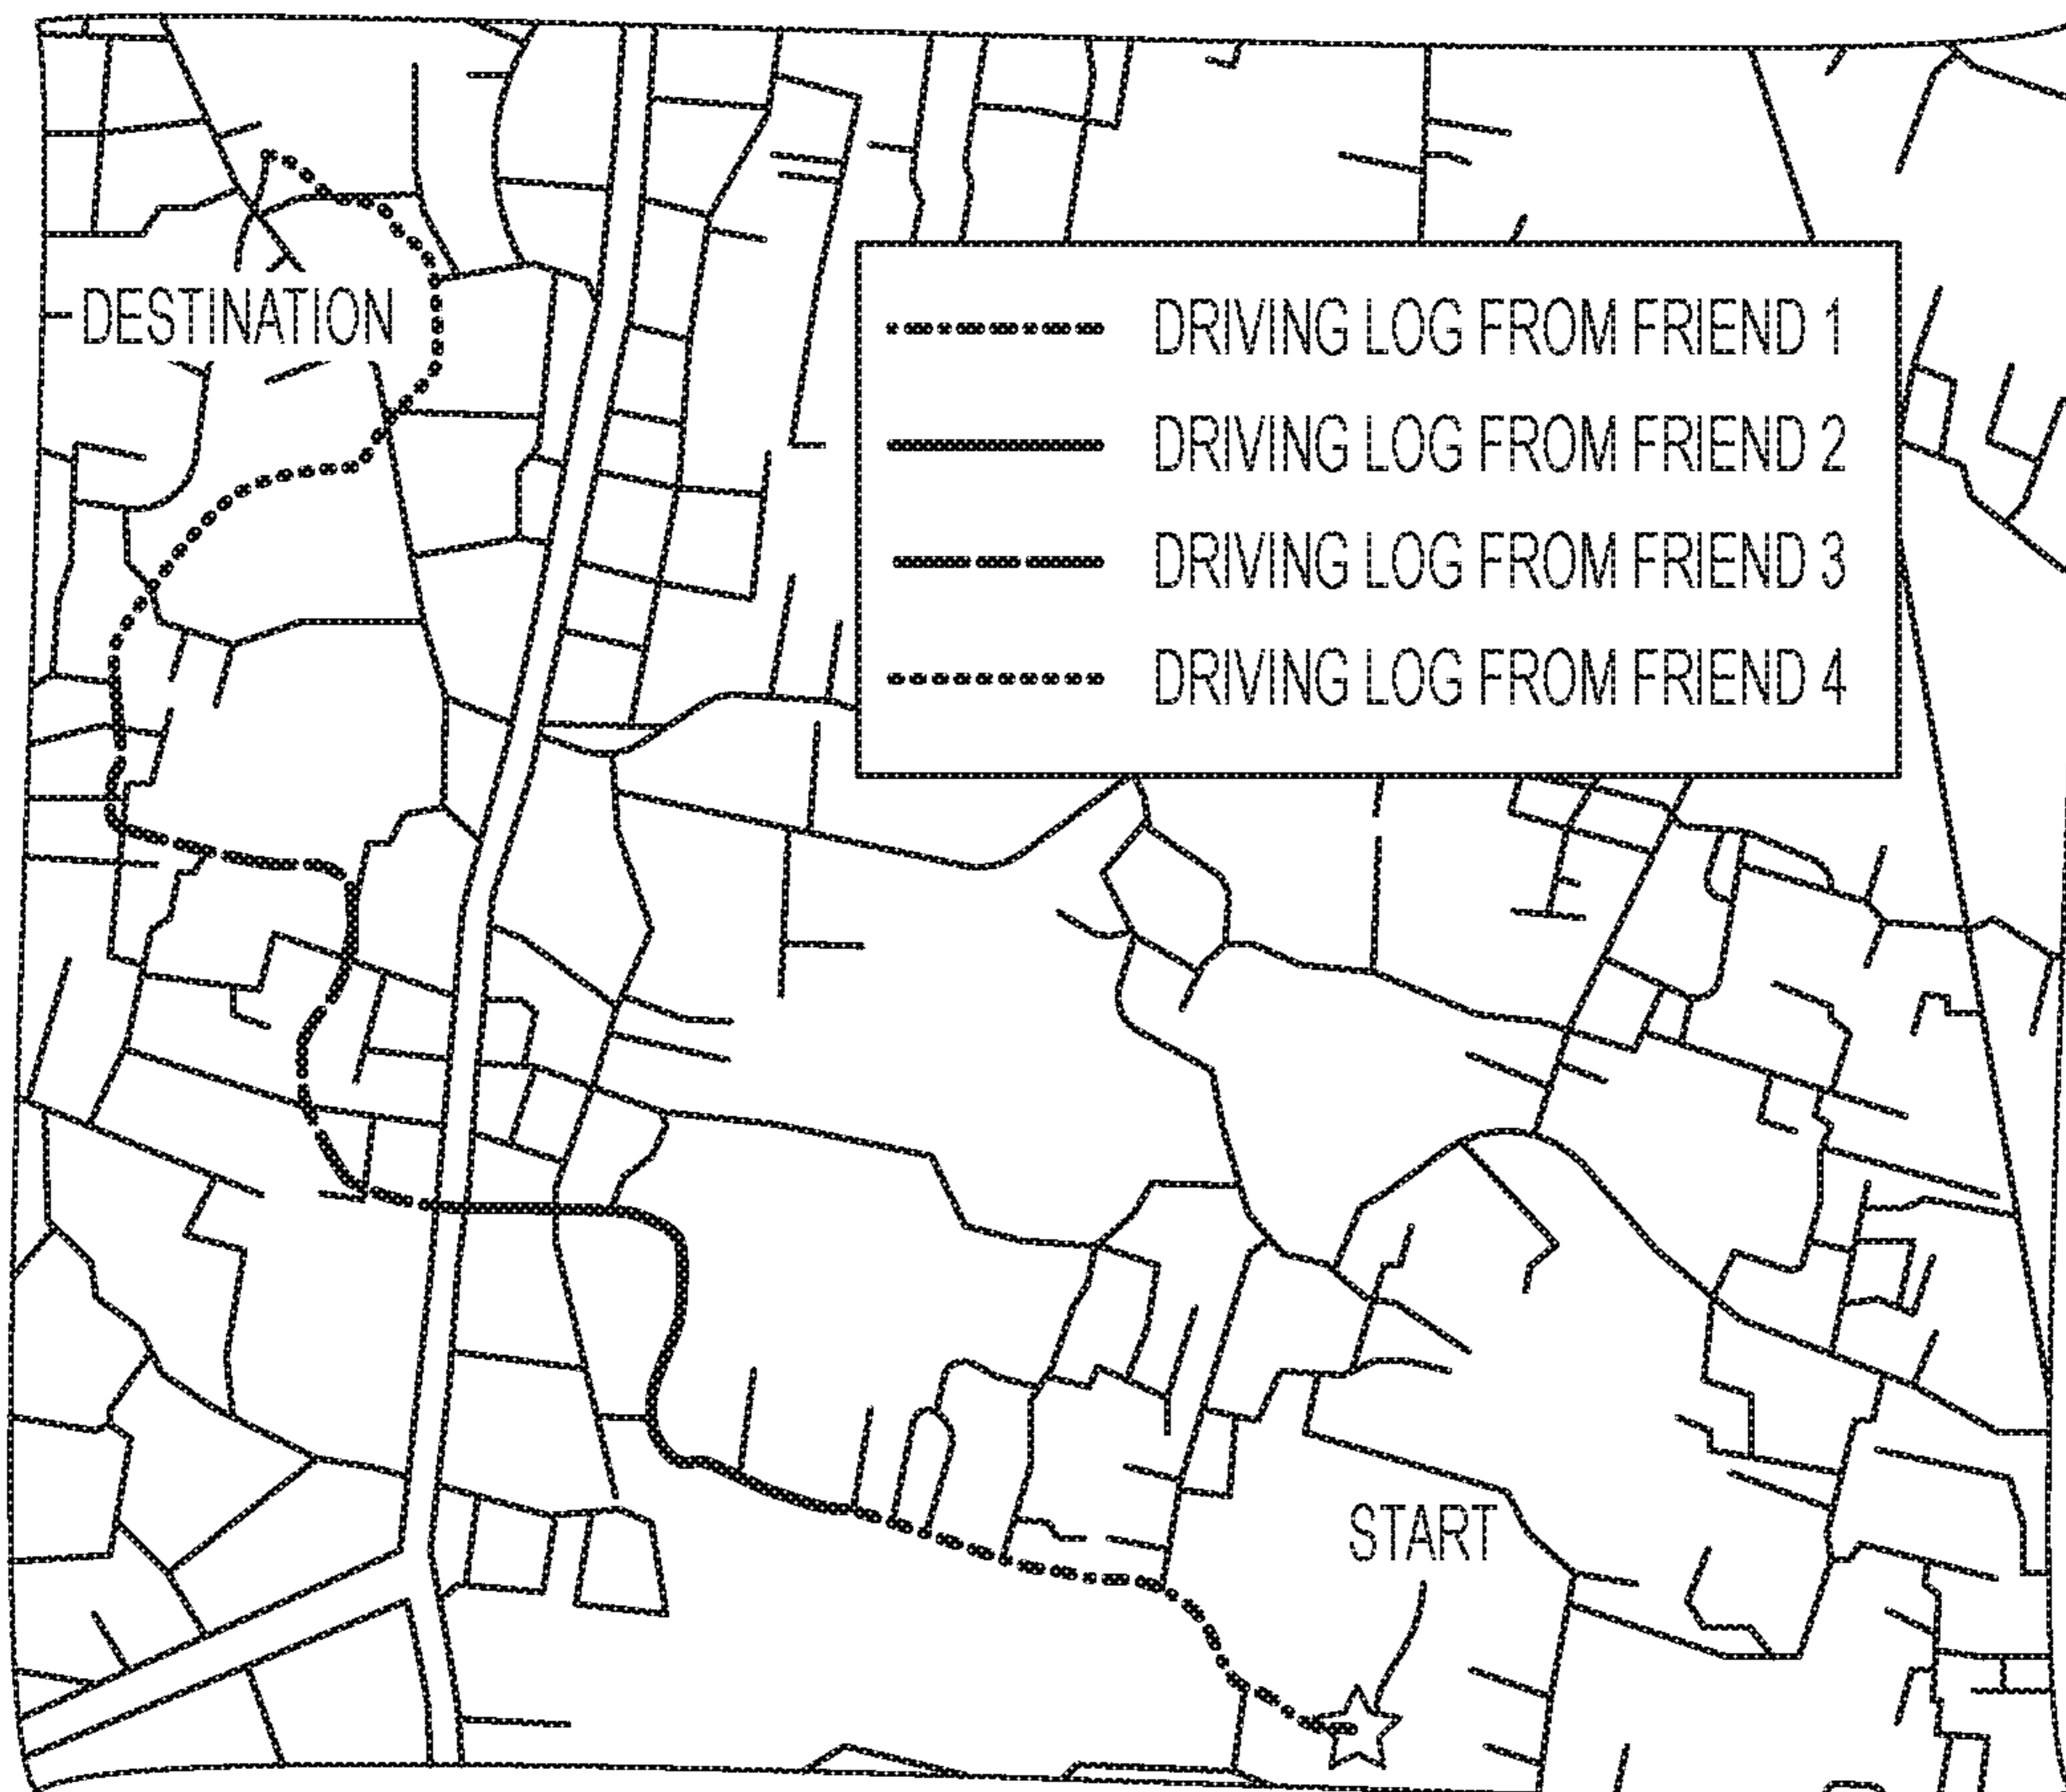 DESTINATION
DRIVING LOG FROM FRIEND 1
DRIVING LOG FROM FRIEND 2
DRIVING LOG FROM FRIEND 3
DRIVING LOG FROM FRIEND 4
START